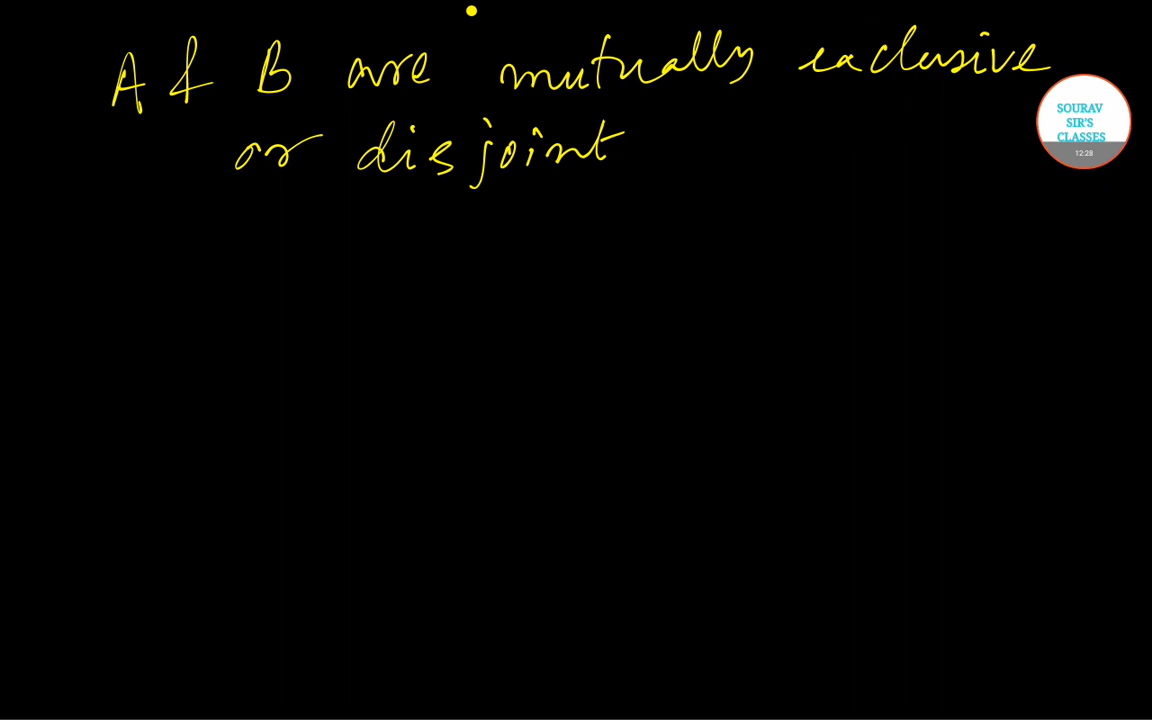 A & B are mutually exclusive
or disjoint
SOURAV
SIR'S
CLASSES
12:28